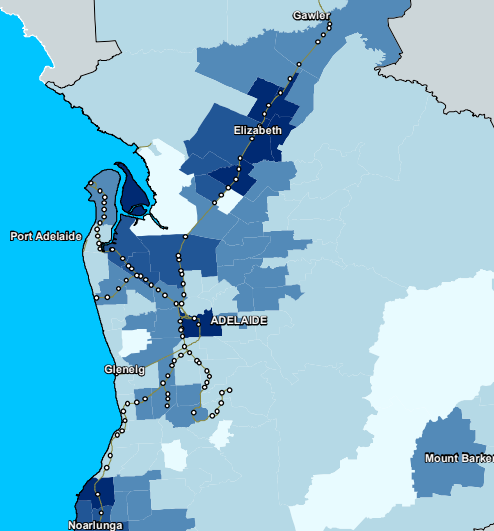 Gawler
Elizabeth
Port Adelaide
ADELAIDE
Glenelg
Mount Barker
Noarlunga